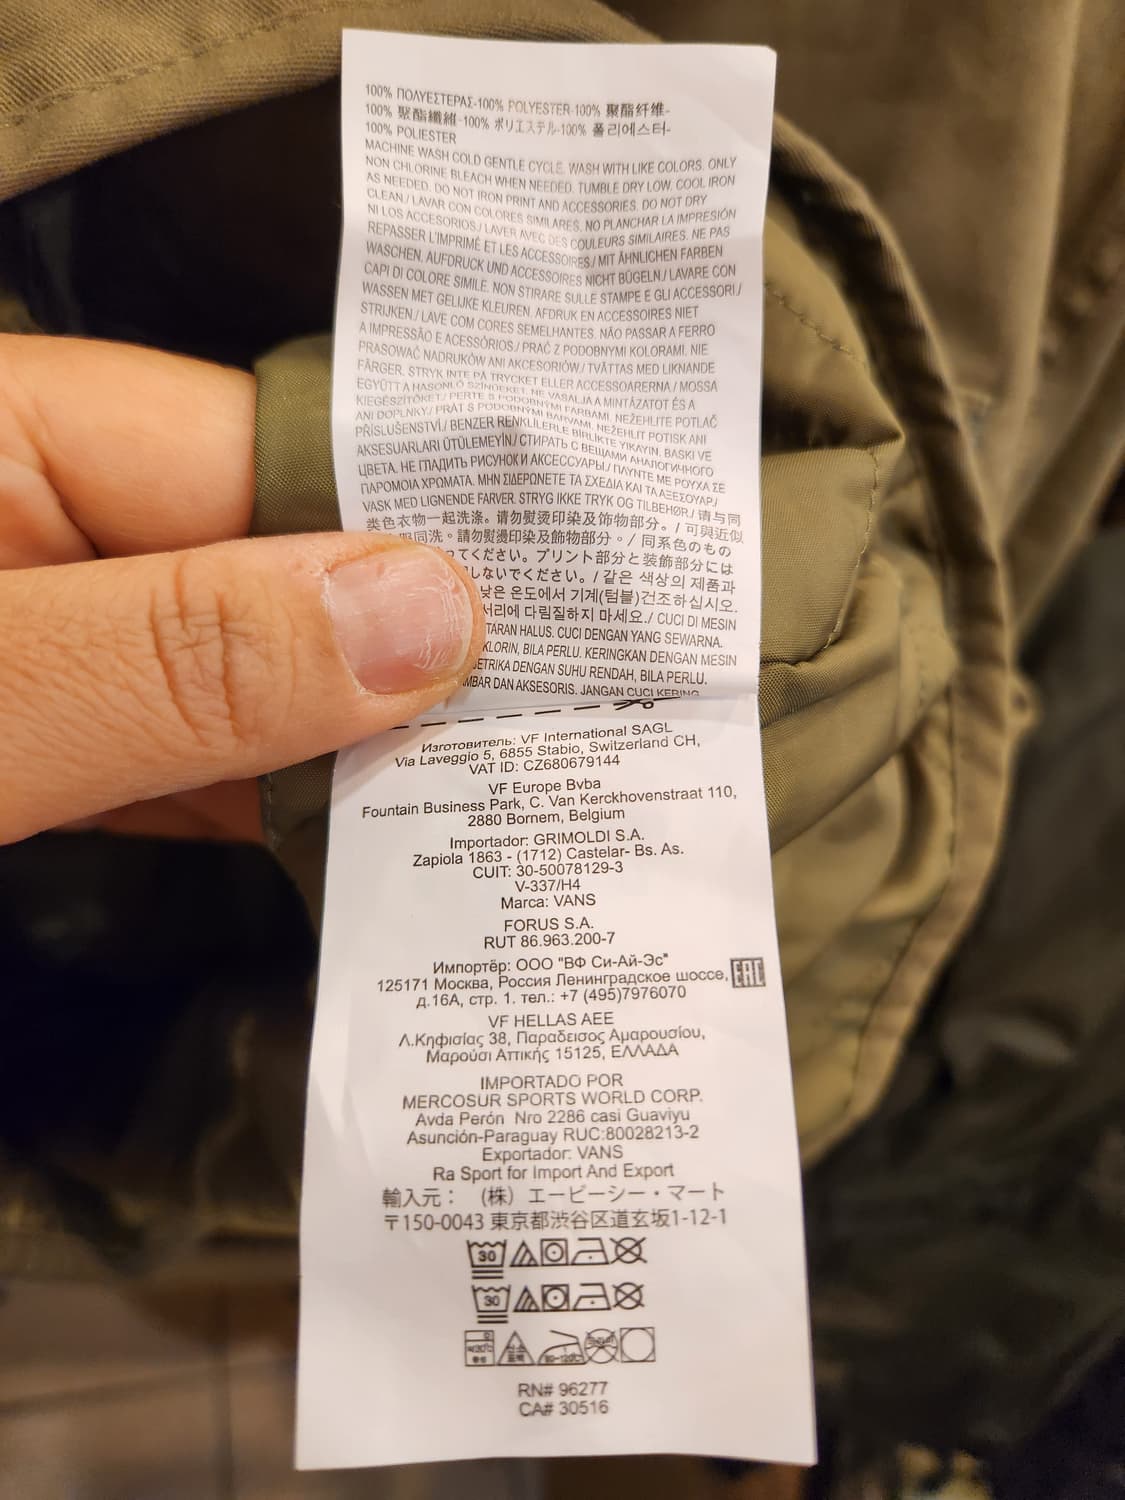 100% ΠΟΛΥΕΣΤΕΡΑΣ-100% POLYESTER-100% 聚酯纤维-
100% 聚酯纖維-100% ポリエステル-100% 폴리에스터-
100% POLIESTER
MACHINE WASH COLD GENTLE CYCLE. WASH WITH LIKE COLORS. ONLY
NON CHLORINE BLEACH WHEN NEEDED. TUMBLE DRY LOW. COOL IRON
AS NEEDED. DO NOT IRON PRINT AND ACCESSORIES. DO NOT DRY
CLEAN./ LAVAR CON COLORES SIMILARES. NO PLANCHAR LA IMPRESIÓN
NI LOS ACCESORIOS./ LAVER AVEC DES COULEURS SIMILAIRES. NE PAS
REPASSER L'IMPRIMÉ ET LES ACCESSOIRES./ MIT ÄHNLICHEN FARBEN
WASCHEN. AUFDRUCK UND ACCESSOIRES NICHT BÜGELN./ LAVARE CON
CAPI DI COLORE SIMILE. NON STIRARE SULLE STAMPE E GLI ACCESSORI./
WASSEN MET GELIJKE KLEUREN. AFDRUK EN ACCESSOIRES NIET
STRIJKEN./ LAVE COM CORES SEMELHANTES. NÃO PASSAR A FERRO
A IMPRESSÃO E ACESSÓRIOS./ PRAĆ Z PODOBNYMI KOLORAMI. NIE
PRASOWAĆ NADRUKÓW ANI AKCESORIÓW./ TVÄTTAS MED LIKNANDE
FÄRGER. STRYK INTE PÅ TRYCKET ELLER ACCESSOARERNA./ MOSSA
EGYÜTT A HASONLÓ SZÍNŰEKET. NE VASALJA A MINTÁZATOT ÉS A
KIEGÉSZÍTŐKET./ PERTE S PODOBNÝMI FARBAMI. NEŽEHLITE POTLAČ
ANI DOPLNKY./ PRÁT S PODOBNÝMI BARVAMI. NEŽEHLIT POTISK ANI
PŘÍSLUŠENSTVÍ./ BENZER RENKLILERLE BİRLİKTE YIKAYIN. BASKI VE
AKSESUARLARI ÜTÜLEMEYİN./ СТИРАТЬ С ВЕЩАМИ АНАЛОГИЧНОГО
ЦВЕТА. НЕ ГЛАДИТЬ РИСУНОК И АКСЕССУАРЫ./ ΠΛΥΝΤΕ ΜΕ ΡΟΥΧΑ ΣΕ
ΠΑΡΟΜΟΙΑ ΧΡΩΜΑΤΑ. ΜΗΝ ΣΙΔΕΡΩΝΕΤΕ ΤΑ ΣΧΕΔΙΑ ΚΑΙ ΤΑ ΑΞΕΣΟΥΑΡ./
VASK MED LIGNENDE FARVER. STRYG IKKE TRYK OG TILBEHØR./ 请与同
类色衣物一起洗涤。请勿熨烫印染及饰物部分。/ 可與近似
同洗。請勿熨燙印染及飾物部分。/ 同系色のもの
ってください。プリント部分と装飾部分には
しないでください。/ 같은 색상의 제품과
낮은 온도에서 기계(텀블)건조하십시오.
서리에 다림질하지 마세요./ CUCI DI MESIN
TARAN HALUS. CUCI DENGAN YANG SEWARNA.
KLORIN, BILA PERLU. KERINGKAN DENGAN MESIN
ETRIKA DENGAN SUHU RENDAH, BILA PERLU.
MBAR DAN AKSESORIS. JANGAN CUCI KERING
Изготовитель: VF International SAGL
Via Laveggio 5, 6855 Stabio, Switzerland CH,
VAT ID: CZ680679144
VF Europe Bvba
Fountain Business Park, C. Van Kerckhovenstraat 110,
2880 Bornem, Belgium
Importador: GRIMOLDI S.A.
Zapiola 1863 - (1712) Castelar- Bs. As.
CUIT: 30-50078129-3
V-337/H4
Marca: VANS
FORUS S.A.
RUT 86.963.200-7
Импортёр: ООО "ВФ Си-Ай-Эс"
125171 Москва, Россия Ленинградское шоссе, EAC
д.16А, стр. 1. тел.: +7 (495)7976070
VF HELLAS AEE
Λ.Κηφισίας 38, Παραδεισος Αμαρουσίου,
Μαρούσι Αττικής 15125, ΕΛΛΑΔΑ
IMPORTADO POR
MERCOSUR SPORTS WORLD CORP.
Avda Perón Nro 2286 casi Guaviyu
Asunción-Paraguay RUC:80028213-2
Exportador: VANS
Ra Sport for Import And Export
輸入元： (株) エービーシー・マート
〒150-0043 東京都渋谷区道玄坂1-12-1
30
30
80~120℃
RN# 96277
CA# 30516